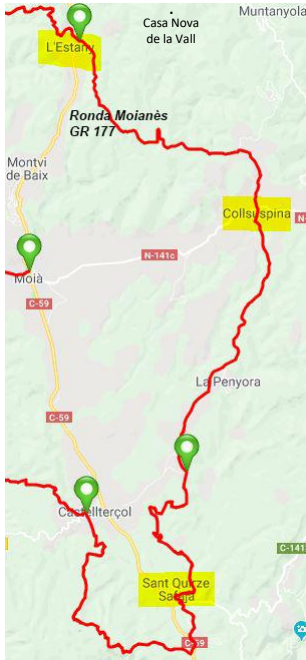 Casa Nova
de la Vall
Muntanyola
L'Estany
Ronda Moianès
GR 177
Montvi
de Baix
Collsuspina
N-
N-141c
Moià
C-59
La Penyora
C-59
Castellterçol
C-141
Sant Quirze
Safaja
C-59